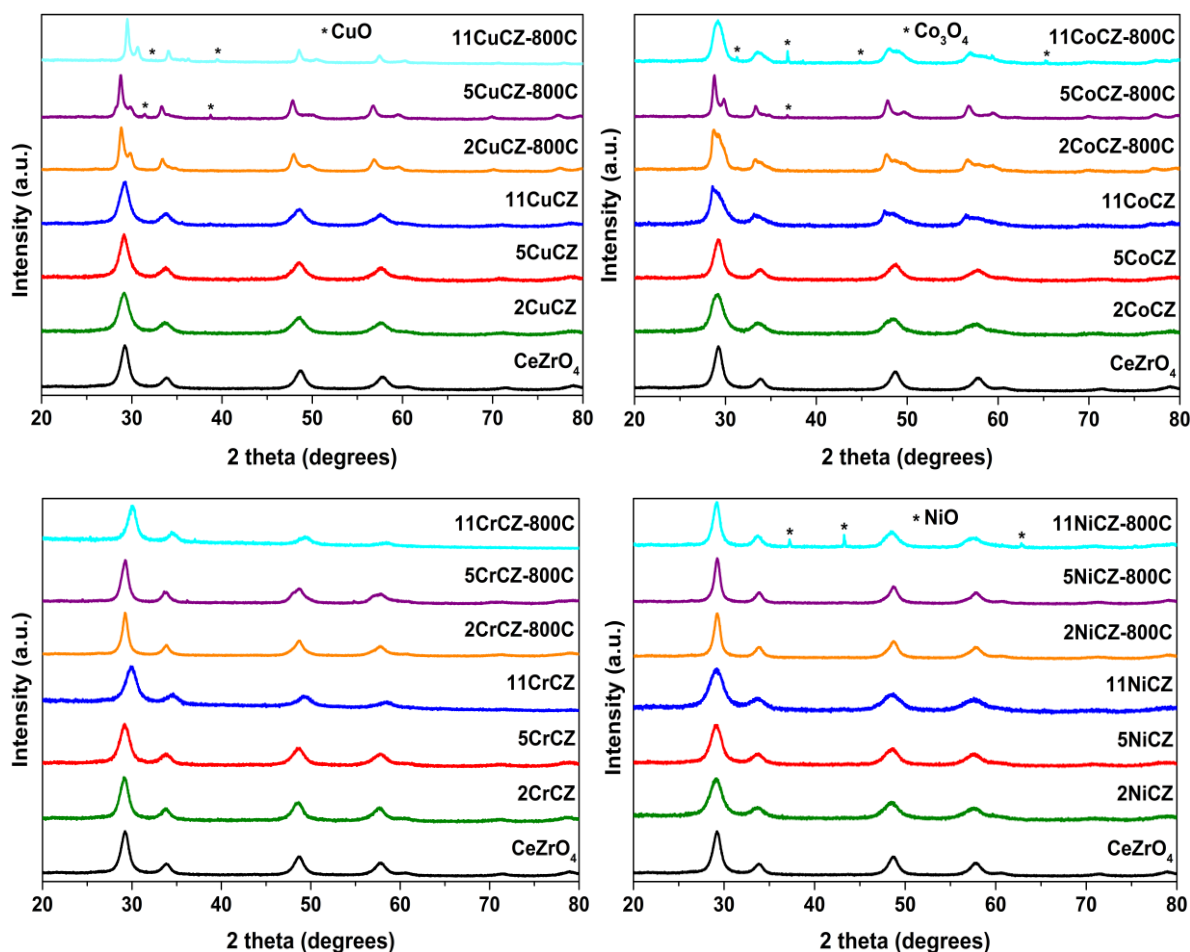 * CuO
11CuCZ-800C
*
*
5CuCZ-800C
*
*
2CuCZ-800C
11CuCZ
5CuCZ
2CuCZ
CeZrO₄
Intensity (a.u.)
20 30 40 50 60 70 80
2 theta (degrees)
* Co₃O₄
11CoCZ-800C
*
*
*
*
5CoCZ-800C
*
2CoCZ-800C
11CoCZ
5CoCZ
2CoCZ
CeZrO₄
Intensity (a.u.)
20 30 40 50 60 70 80
2 theta (degrees)
11CrCZ-800C
5CrCZ-800C
2CrCZ-800C
11CrCZ
5CrCZ
2CrCZ
CeZrO₄
Intensity (a.u.)
20 30 40 50 60 70 80
2 theta (degrees)
* NiO
11NiCZ-800C
*
*
*
5NiCZ-800C
2NiCZ-800C
11NiCZ
5NiCZ
2NiCZ
CeZrO₄
Intensity (a.u.)
20 30 40 50 60 70 80
2 theta (degrees)